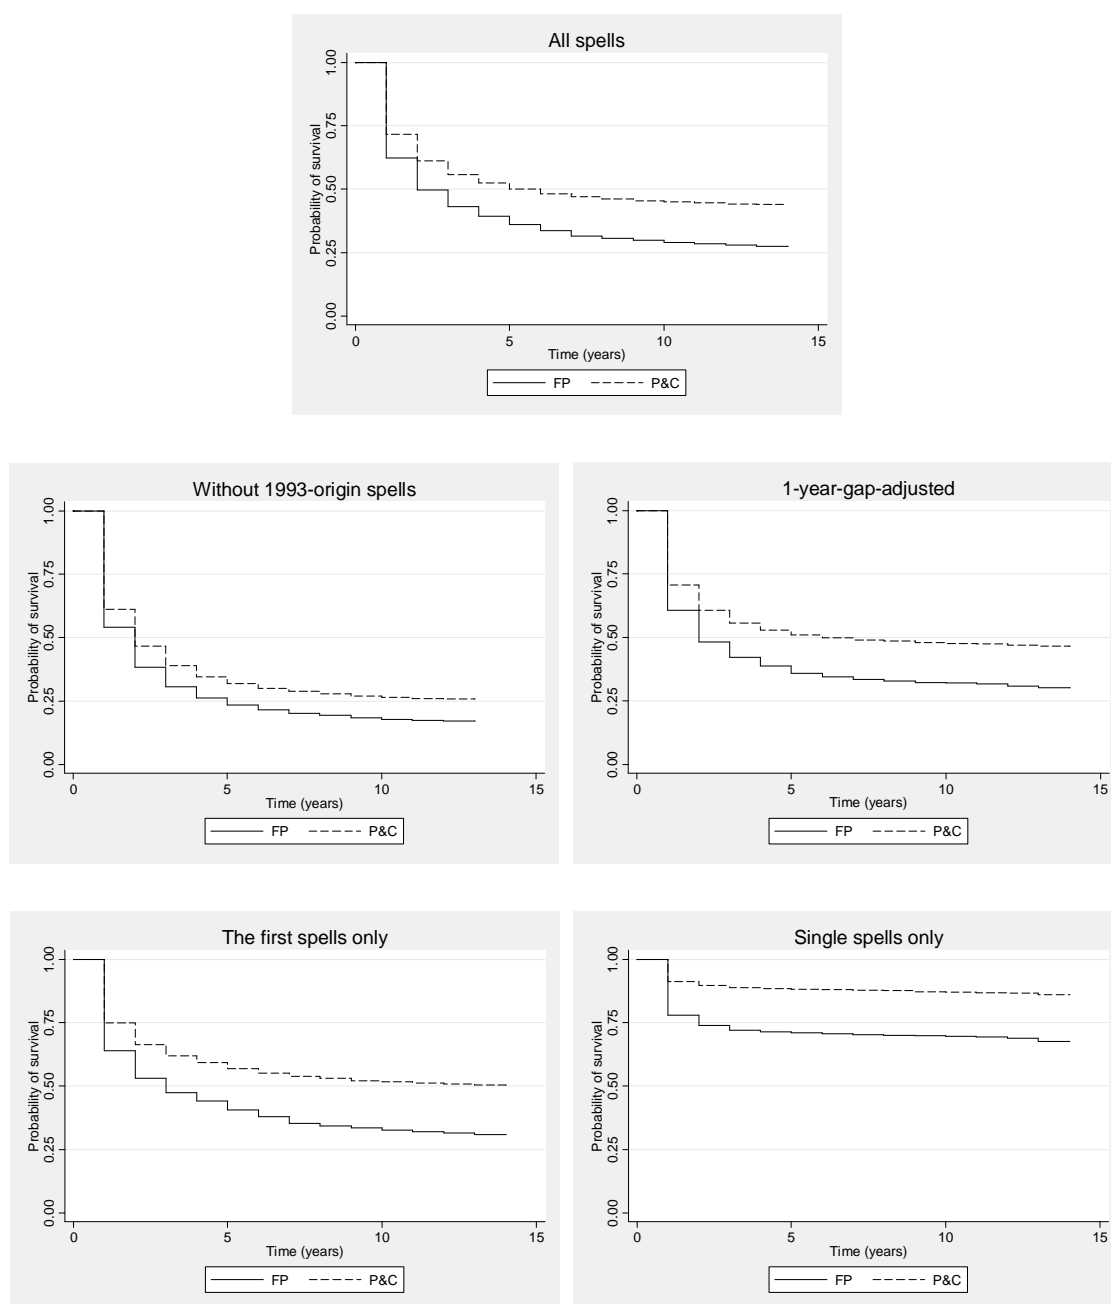 All spells
Probability of survival
1.00
0.75
0.50
0.25
0.00
0 5 10 15
Time (years)
FP P&C
Without 1993-origin spells
Probability of survival
1.00
0.75
0.50
0.25
0.00
0 5 10 15
Time (years)
FP P&C
1-year-gap-adjusted
Probability of survival
1.00
0.75
0.50
0.25
0.00
0 5 10 15
Time (years)
FP P&C
The first spells only
Probability of survival
1.00
0.75
0.50
0.25
0.00
0 5 10 15
Time (years)
FP P&C
Single spells only
Probability of survival
1.00
0.75
0.50
0.25
0.00
0 5 10 15
Time (years)
FP P&C